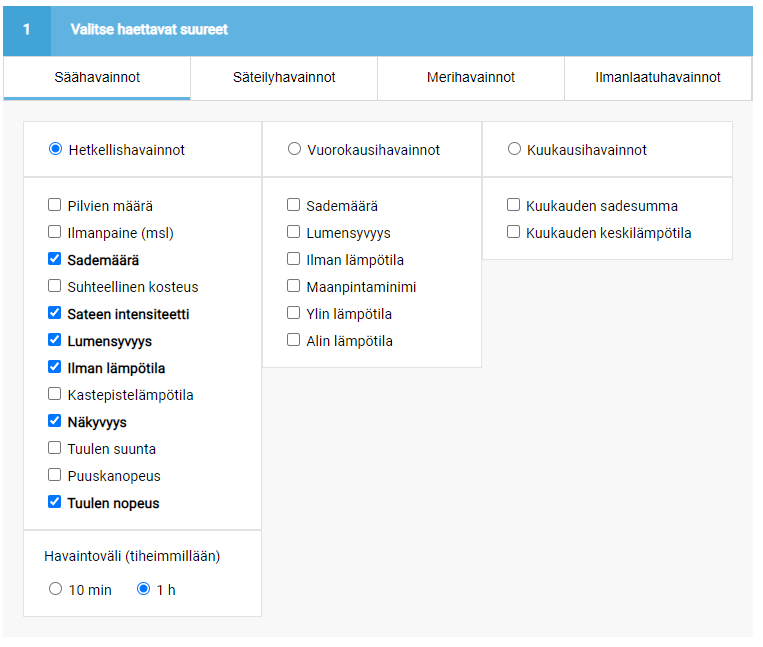 1 Valitse haettavat suureet
Säähavainnot Säteilyhavainnot Merihavainnot Ilmanlaatuhavainnot
Hetkellishavainnot
Pilvien määrä
Ilmanpaine (msl)
Sademäärä
Suhteellinen kosteus
Sateen intensiteetti
Lumensyvyys
Ilman lämpötila
Kastepistelämpötila
Näkyvyys
Tuulen suunta
Puuskanopeus
Tuulen nopeus
Havaintoväli (tiheimmillään)
10 min 1 h
Vuorokausihavainnot
Sademäärä
Lumensyvyys
Ilman lämpötila
Maanpintaminimi
Ylin lämpötila
Alin lämpötila
Kuukausihavainnot
Kuukauden sadesumma
Kuukauden keskilämpötila